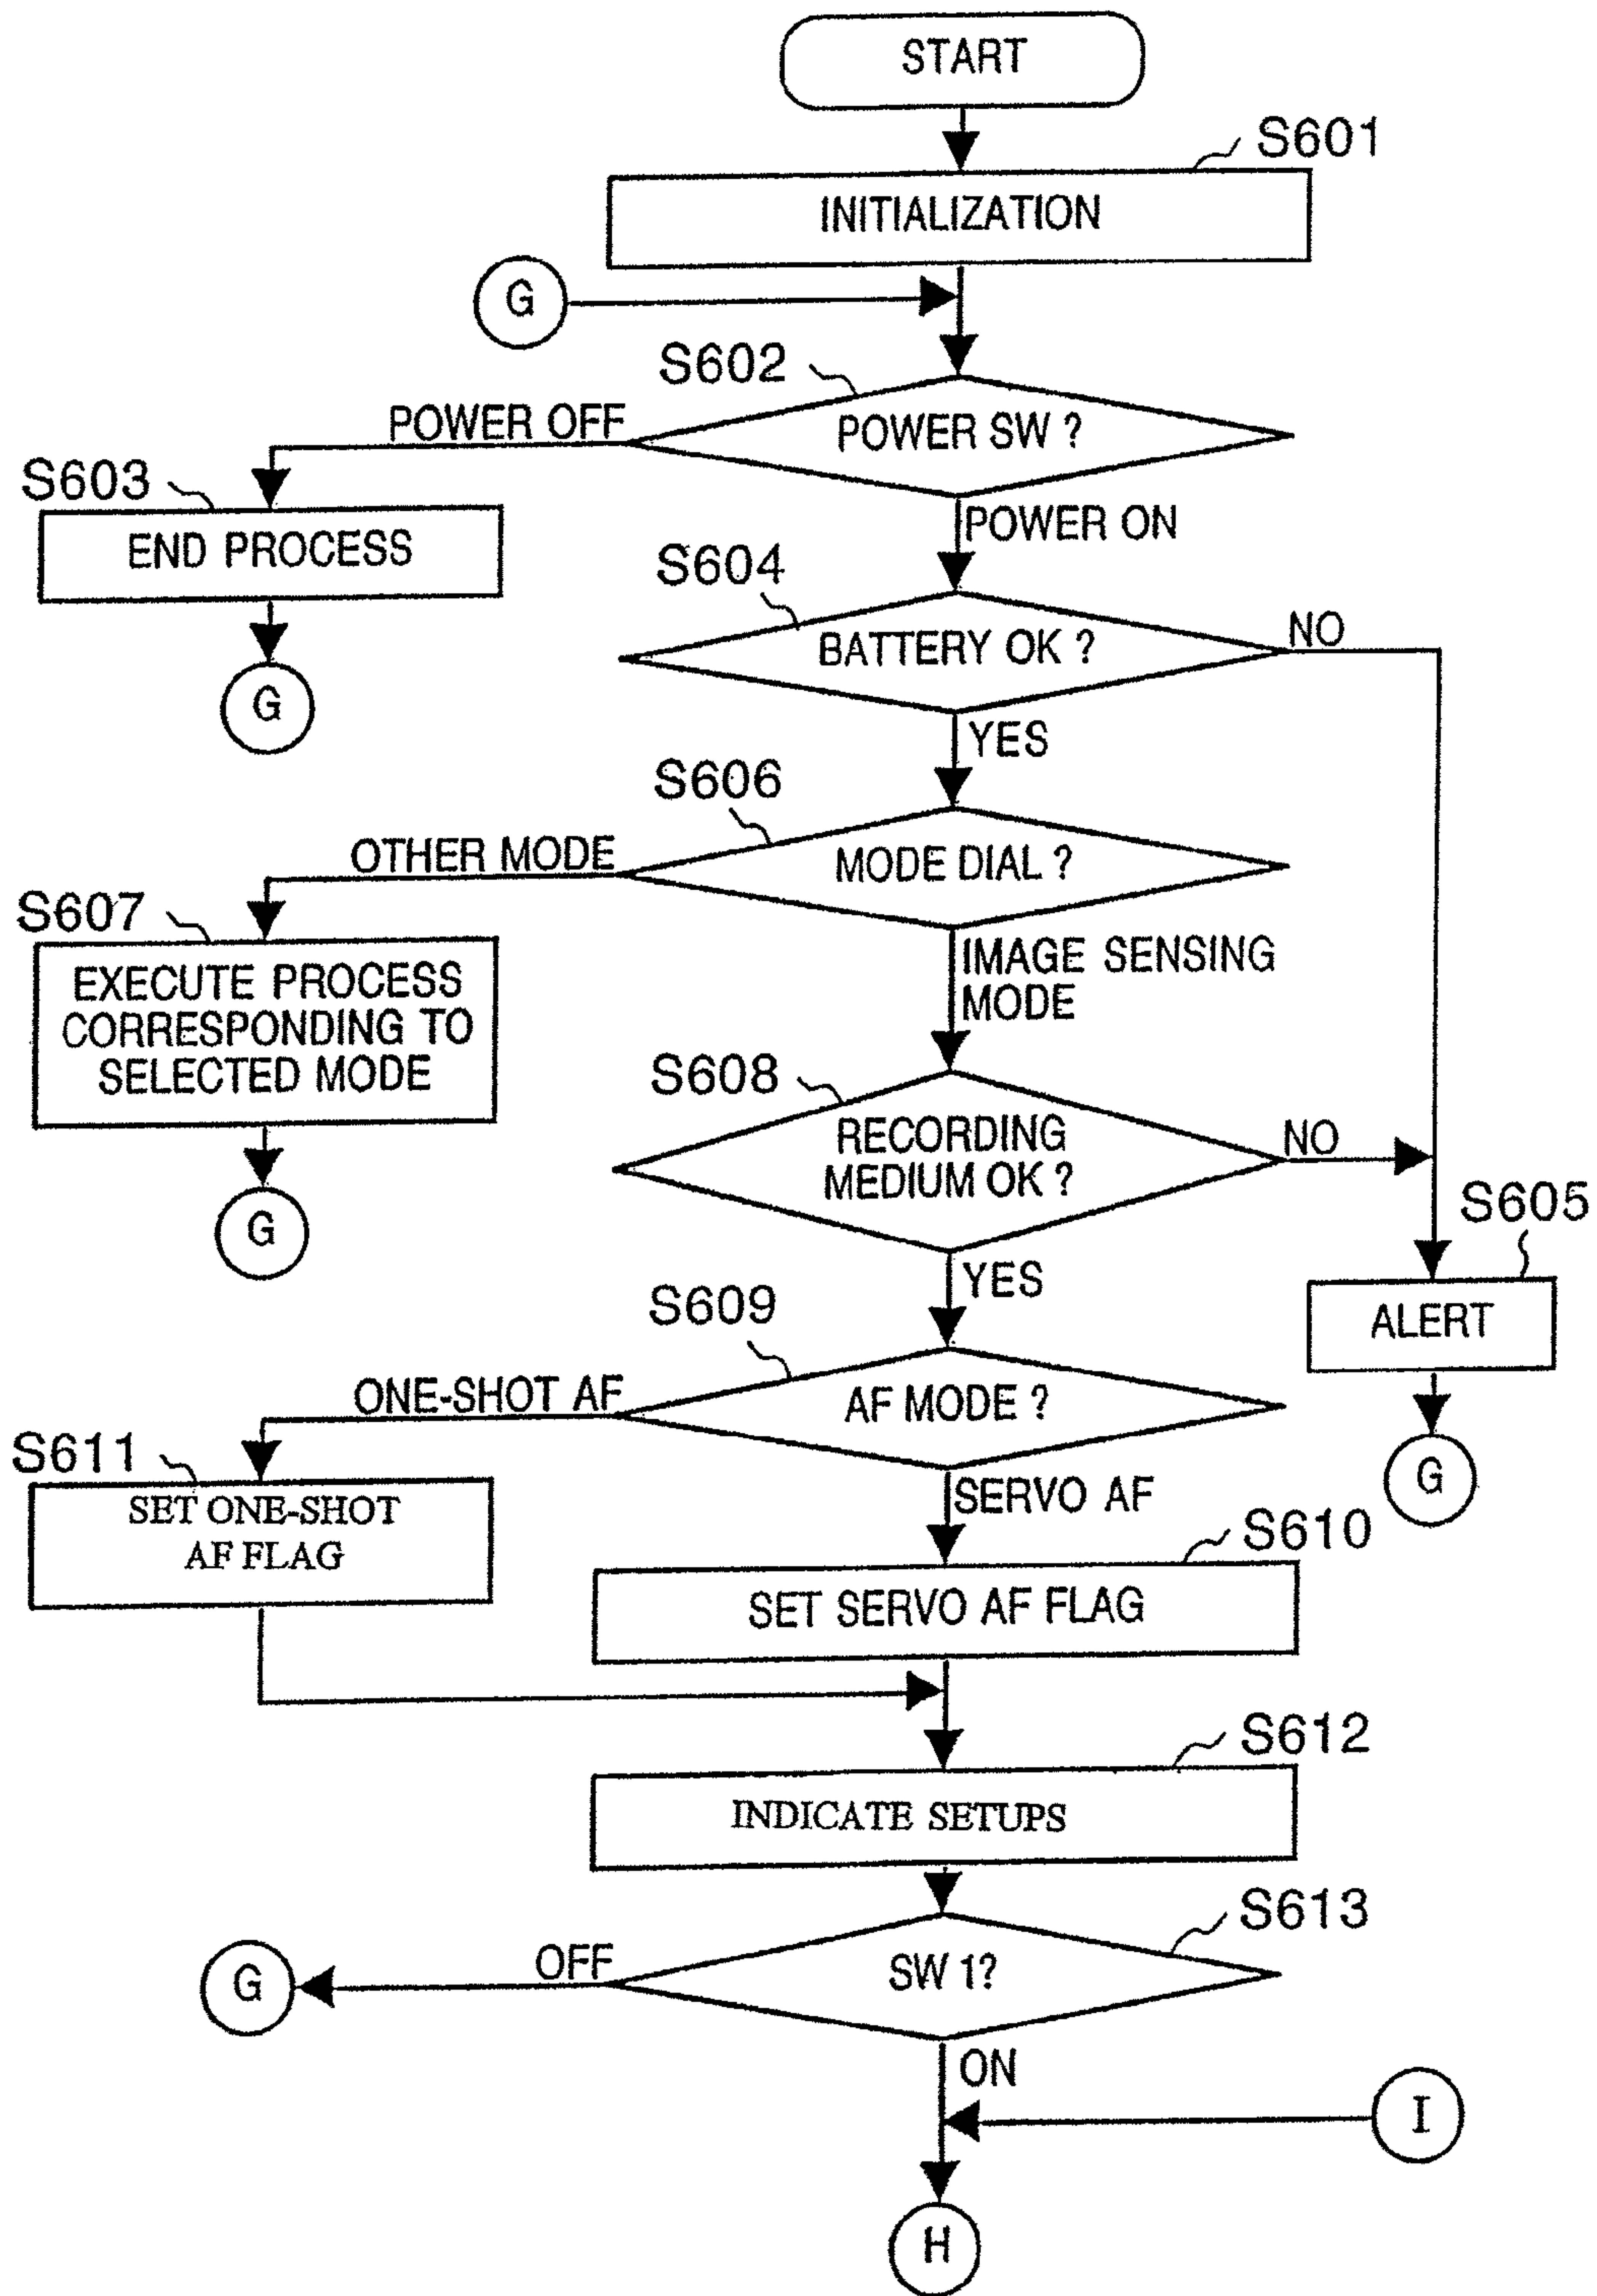 START
S601
INITIALIZATION
G
S602
POWER SW ?
POWER OFF
S603
END PROCESS
G
POWER ON
S604
BATTERY OK ?
NO
YES
S606
MODE DIAL ?
OTHER MODE
S607
EXECUTE PROCESS
CORRESPONDING TO
SELECTED MODE
G
IMAGE SENSING
MODE
S608
RECORDING
MEDIUM OK ?
NO
S605
ALERT
G
YES
S609
AF MODE ?
ONE-SHOT AF
S611
SET ONE-SHOT
AF FLAG
SERVO AF
S610
SET SERVO AF FLAG
S612
INDICATE SETUPS
S613
SW 1?
OFF
G
ON
I
H